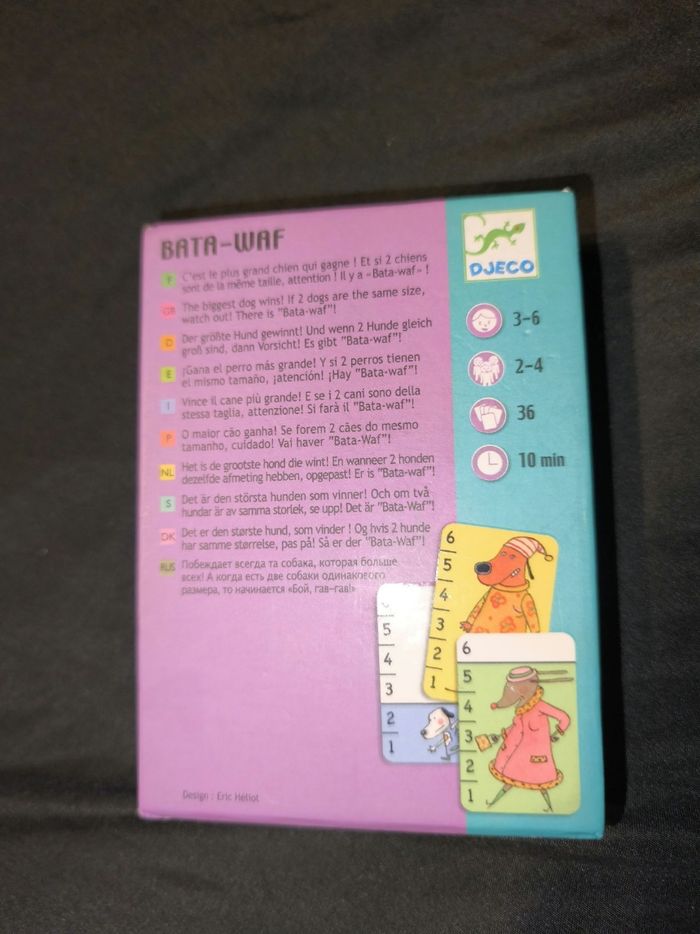 BATA-WAF
F C'est le plus grand chien qui gagne ! Et si 2 chiens
sont de la même taille, attention ! Il y a «Bata-waf» !
GB The biggest dog wins! If 2 dogs are the same size,
watch out! There is "Bata-waf"!
D Der größte Hund gewinnt! Und wenn 2 Hunde gleich
groß sind, dann Vorsicht! Es gibt "Bata-waf"!
E ¡Gana el perro más grande! Y si 2 perros tienen
el mismo tamaño, ¡atención! ¡Hay "Bata-waf"!
I Vince il cane più grande! E se i 2 cani sono della
stessa taglia, attenzione! Si farà il "Bata-waf"!
P O maior cão ganha! Se forem 2 cães do mesmo
tamanho, cuidado! Vai haver "Bata-Waf"!
NL Het is de grootste hond die wint! En wanneer 2 honden
dezelfde afmeting hebben, opgepast! Er is "Bata-waf"!
S Det är den största hunden som vinner! Och om två
hundar är av samma storlek, se upp! Det är "Bata-Waf"!
DK Det er den største hund, som vinder ! Og hvis 2 hunde
har samme størrelse, pas på! Så er der "Bata-Waf"!
RUS Побеждает всегда та собака, которая больше
всех! А когда есть две собаки одинакового
размера, то начинается «Бой, гав-гав!»
Design : Eric Héliot
DJECO
3-6
2-4
36
10 min
6
5
4
3
2
1
5
4
3
2
1
6
5
4
3
2
1